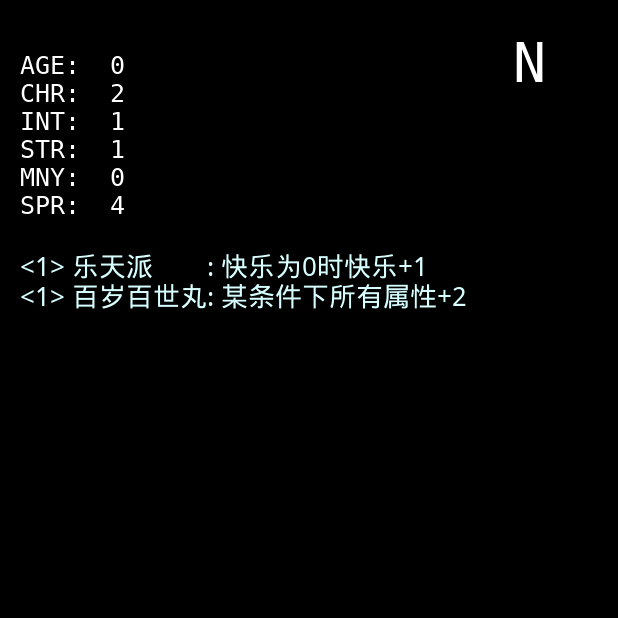 N
AGE: 0
CHR: 2
INT: 1
STR: 1
MNY: 0
SPR: 4
<1> 乐天派 : 快乐为0时快乐+1
<1> 百岁百世丸: 某条件下所有属性+2